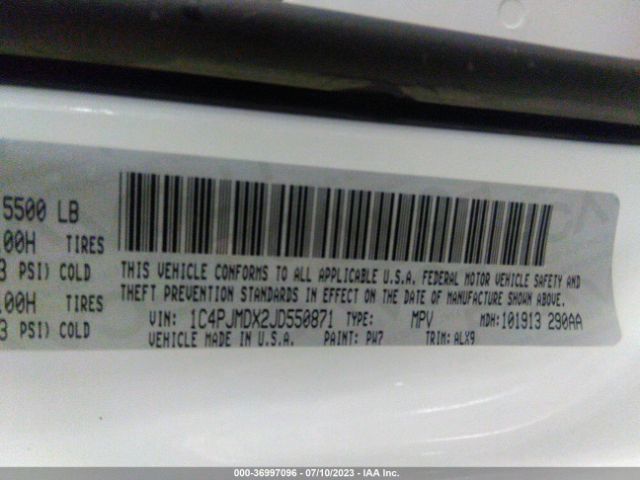 5500 LB
.00H TIRES
3 PSI) COLD
.00H TIRES
3 PSI) COLD
THIS VEHICLE CONFORMS TO ALL APPLICABLE U.S.A. FEDERAL MOTOR VEHICLE SAFETY AND
THEFT PREVENTION STANDARDS IN EFFECT ON THE DATE OF MANUFACTURE SHOWN ABOVE.
VIN: 1C4PJMDX2JD550871 TYPE: MPV MDH:101913 290AA
VEHICLE MADE IN U.S.A. PAINT: PW7 TRIM: ALX9
000-36997096 - 07/10/2023 - IAA Inc.